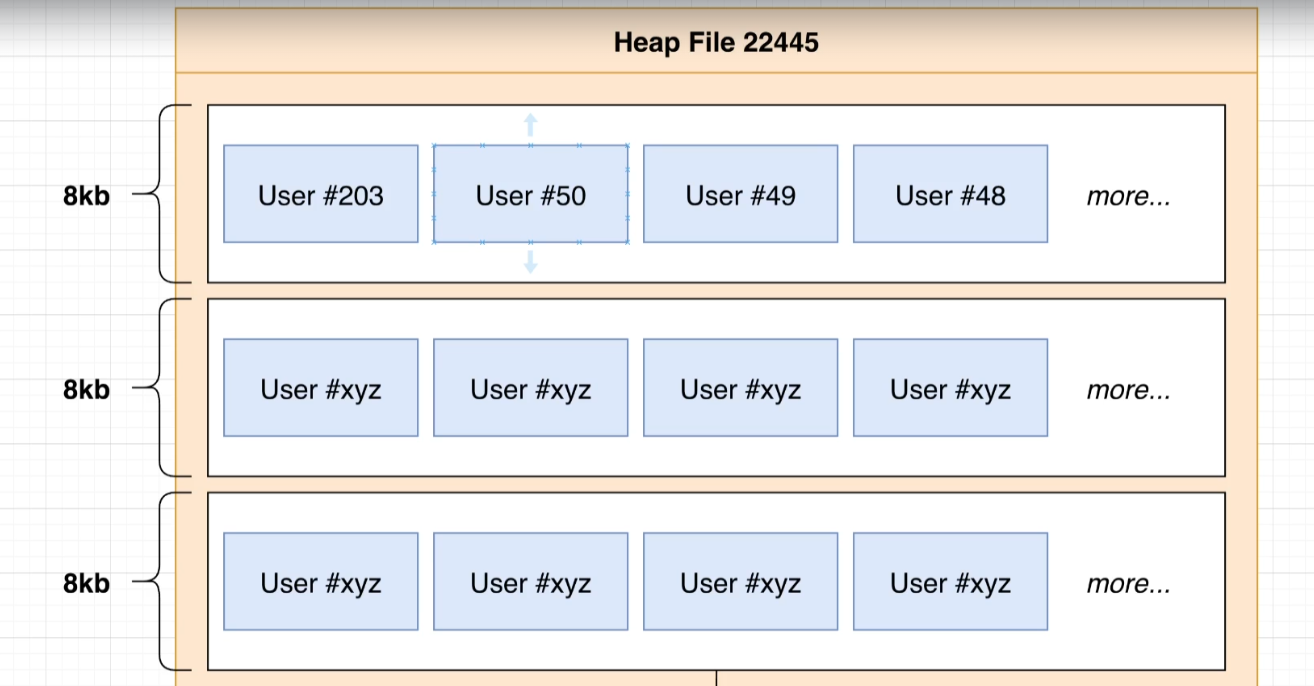 Heap File 22445
8kb
User #203
User #50
User #49
User #48
more...
8kb
User #xyz
User #xyz
User #xyz
User #xyz
more...
8kb
User #xyz
User #xyz
User #xyz
User #xyz
more...